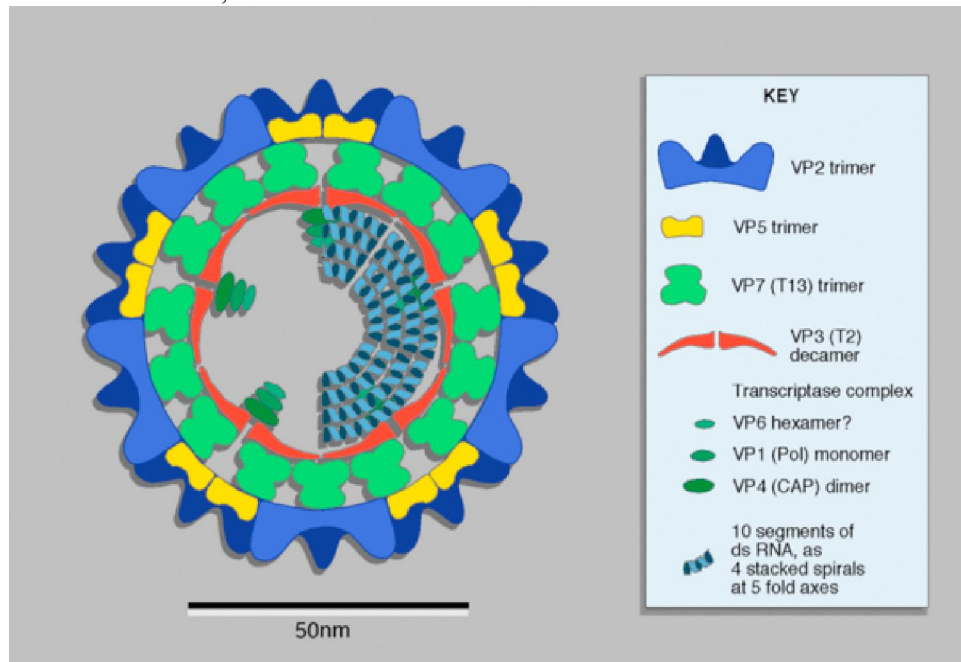 KEY
VP2 trimer
VP5 trimer
VP7 (T13) trimer
VP3 (T2)
decamer
Transcriptase complex
VP6 hexamer?
VP1 (Pol) monomer
VP4 (CAP) dimer
10 segments of
ds RNA, as
4 stacked spirals
at 5 fold axes
50nm